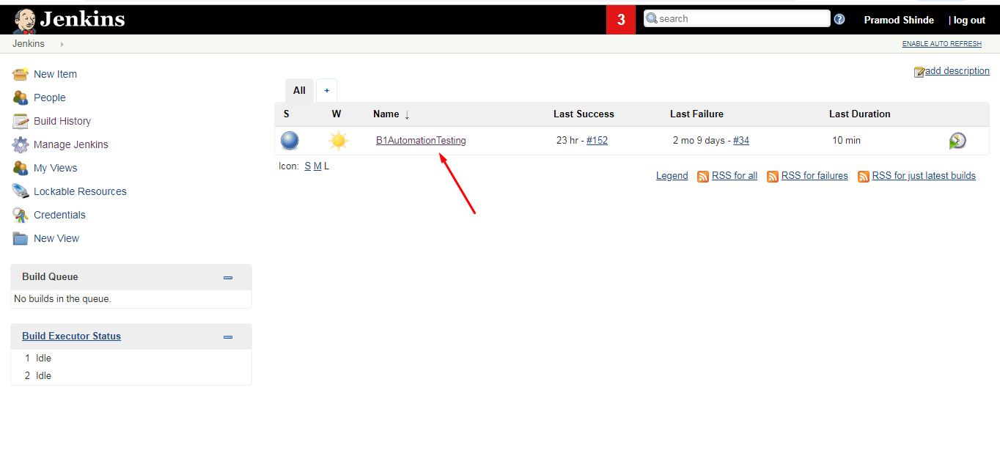 Jenkins
3
search
Pramod Shinde
| log out
Jenkins
ENABLE AUTO REFRESH
New Item
People
Build History
Manage Jenkins
My Views
Lockable Resources
Credentials
New View
Build Queue
No builds in the queue.
Build Executor Status
1 Idle
2 Idle
add description
All +
S W Name ↓ Last Success Last Failure Last Duration
B1AutomationTesting 23 hr - #152 2 mo 9 days - #34 10 min
Icon: S M L
Legend RSS for all RSS for failures RSS for just latest builds